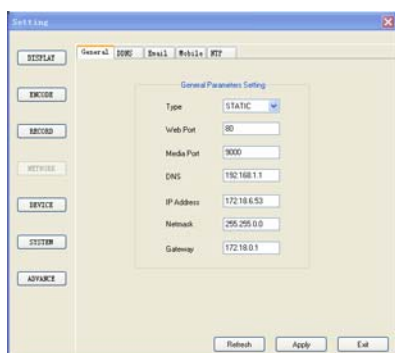 Setting
General DDNS Email Mobile NTP
DISPLAY
ENCODE
RECORD
NETWORK
DEVICE
SYSTEM
ADVANCE
General Parameters Setting
Type STATIC
Web Port 80
Media Port 9000
DNS 192.168.1.1
IP Address 172.18.6.53
Netmask 255.255.0.0
Gateway 172.18.0.1
Refresh Apply Exit